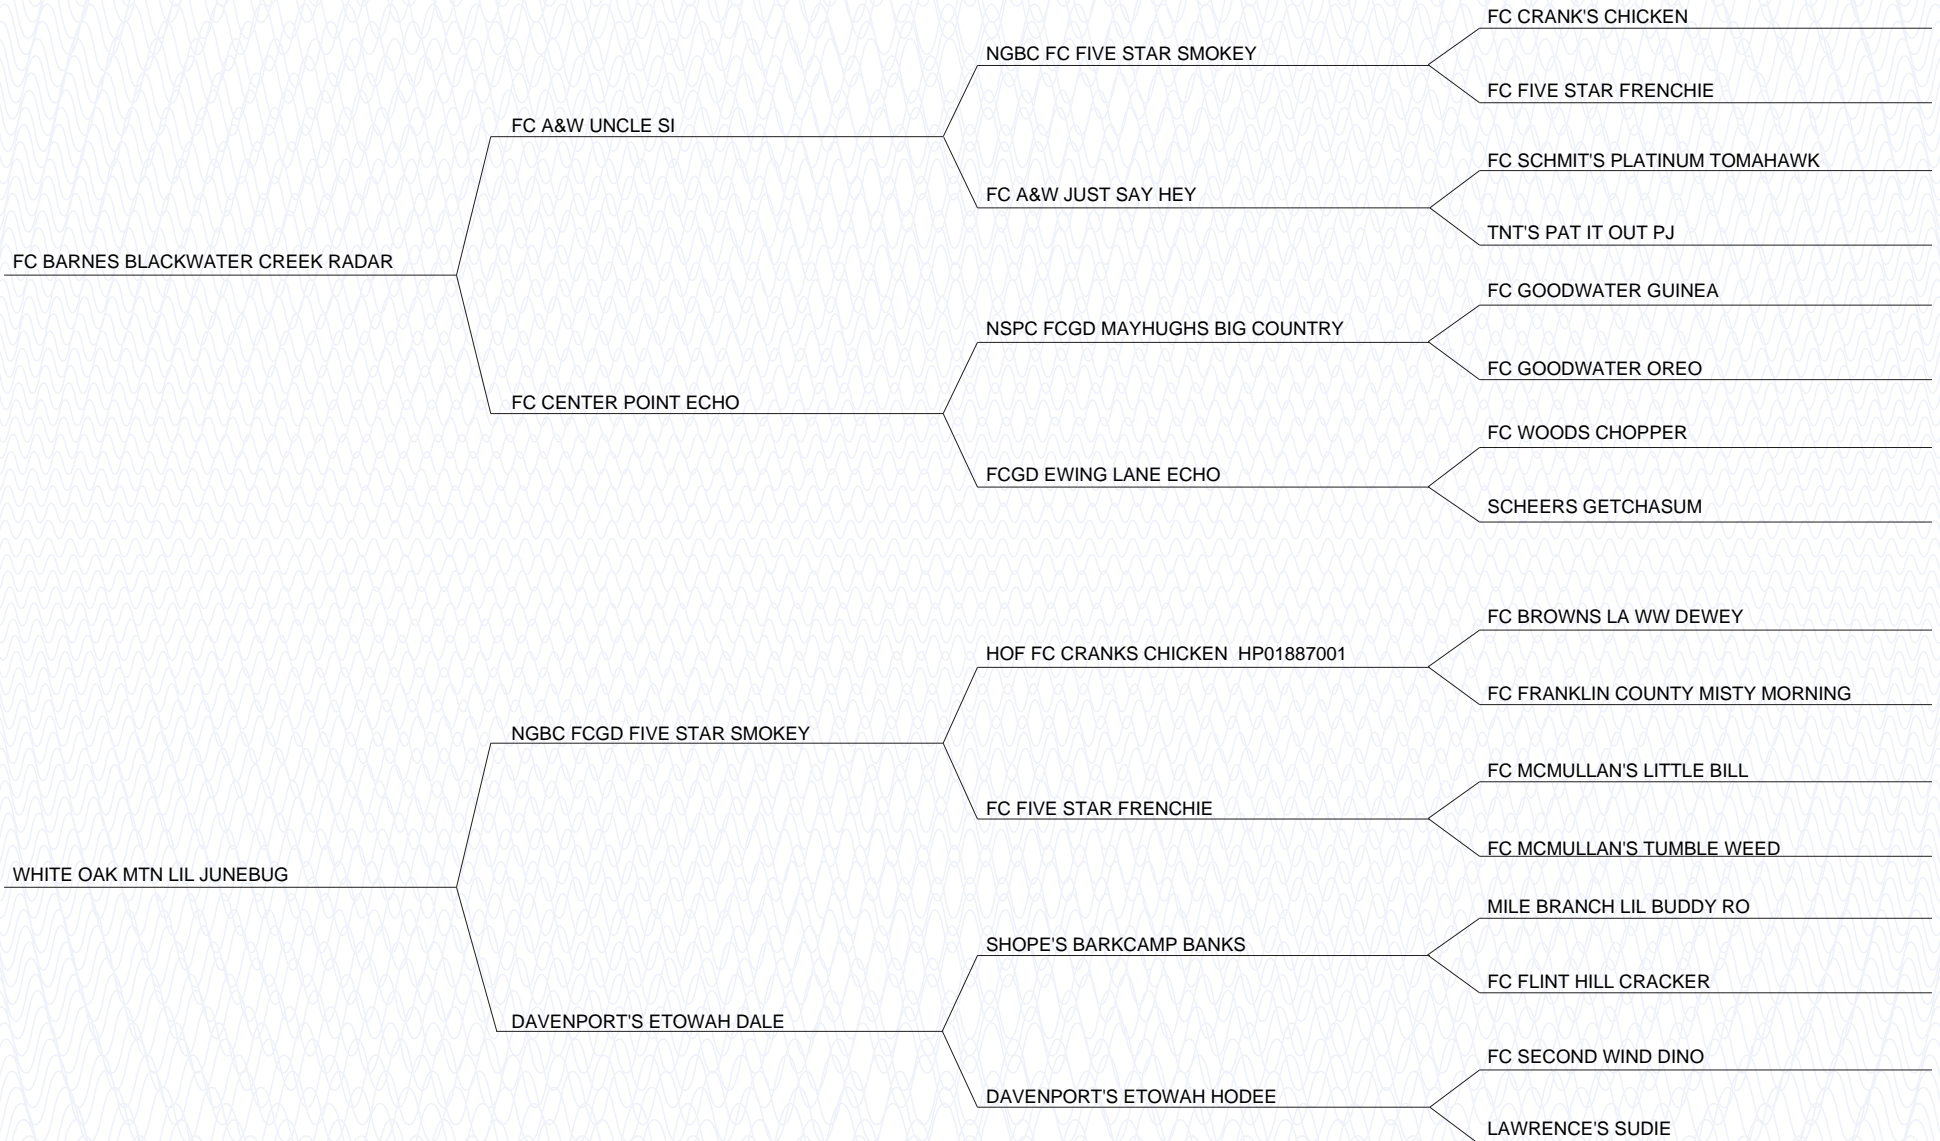 FC CRANK'S CHICKEN
NGBC FC FIVE STAR SMOKEY
FC FIVE STAR FRENCHIE
FC A&W UNCLE SI
FC SCHMIT'S PLATINUM TOMAHAWK
FC A&W JUST SAY HEY
TNT'S PAT IT OUT PJ
FC BARNES BLACKWATER CREEK RADAR
FC GOODWATER GUINEA
NSPC FCGD MAYHUGHS BIG COUNTRY
FC GOODWATER OREO
FC CENTER POINT ECHO
FC WOODS CHOPPER
FCGD EWING LANE ECHO
SCHEERS GETCHASUM
FC BROWNS LA WW DEWEY
HOF FC CRANKS CHICKEN  HP01887001
FC FRANKLIN COUNTY MISTY MORNING
NGBC FCGD FIVE STAR SMOKEY
FC MCMULLAN'S LITTLE BILL
FC FIVE STAR FRENCHIE
FC MCMULLAN'S TUMBLE WEED
WHITE OAK MTN LIL JUNEBUG
MILE BRANCH LIL BUDDY RO
SHOPE'S BARKCAMP BANKS
FC FLINT HILL CRACKER
DAVENPORT'S ETOWAH DALE
FC SECOND WIND DINO
DAVENPORT'S ETOWAH HODEE
LAWRENCE'S SUDIE